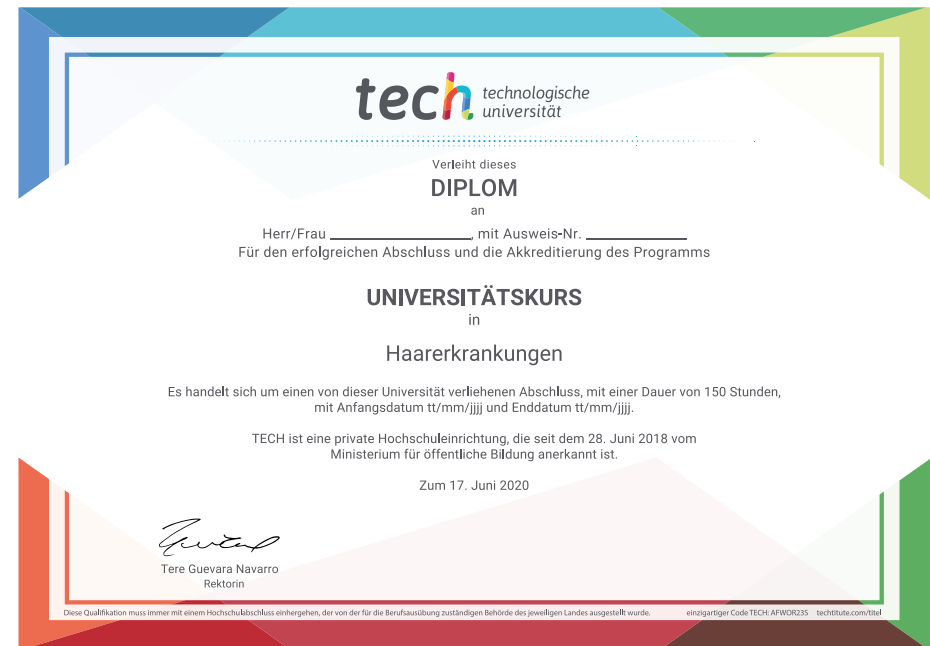 tech technologische
universität
Verleiht dieses
DIPLOM
an
Herr/Frau ____________________, mit Ausweis-Nr. ______________
Für den erfolgreichen Abschluss und die Akkreditierung des Programms
UNIVERSITÄTSKURS
in
Haarerkrankungen
Es handelt sich um einen von dieser Universität verliehenen Abschluss, mit einer Dauer von 150 Stunden,
mit Anfangsdatum tt/mm/jjjj und Enddatum tt/mm/jjjj.
TECH ist eine private Hochschuleinrichtung, die seit dem 28. Juni 2018 vom
Ministerium für öffentliche Bildung anerkannt ist.
Zum 17. Juni 2020
Tere Guevara Navarro
Rektorin
Diese Qualifikation muss immer mit einem Hochschulabschluss einhergehen, der von der für die Berufsausübung zuständigen Behörde des jeweiligen Landes ausgestellt wurde. einzigartiger Code TECH: AFWOR235 techtitute.com/titel